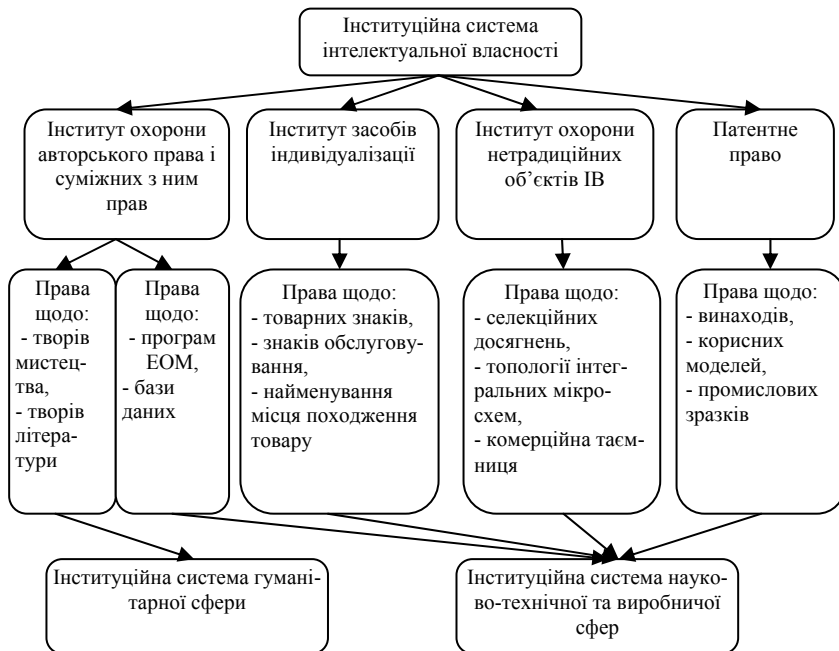 Інституційна система
інтелектуальної власності
Інститут охорони
авторського права і
суміжних з ним
прав
Інститут засобів
індивідуалізації
Інститут охорони
нетрадиційних
об’єктів ІВ
Патентне
право
Права
щодо:
- творів
мистец-
тва,
- творів
літера-
тури
Права
щодо:
- програм
ЕОМ,
- бази
даних
Права щодо:
- товарних знаків,
- знаків обслугову-
вування,
- найменування
місця походження
товару
Права щодо:
- селекційних
досягнень,
- топології інтег-
ральних мікро-
схем,
- комерційна таєм-
ниця
Права щодо:
- винаходів,
- корисних
моделей,
- промислових
зразків
Інституційна система гумані-
тарної сфери
Інституційна система науко-
во-технічної та виробничої
сфер